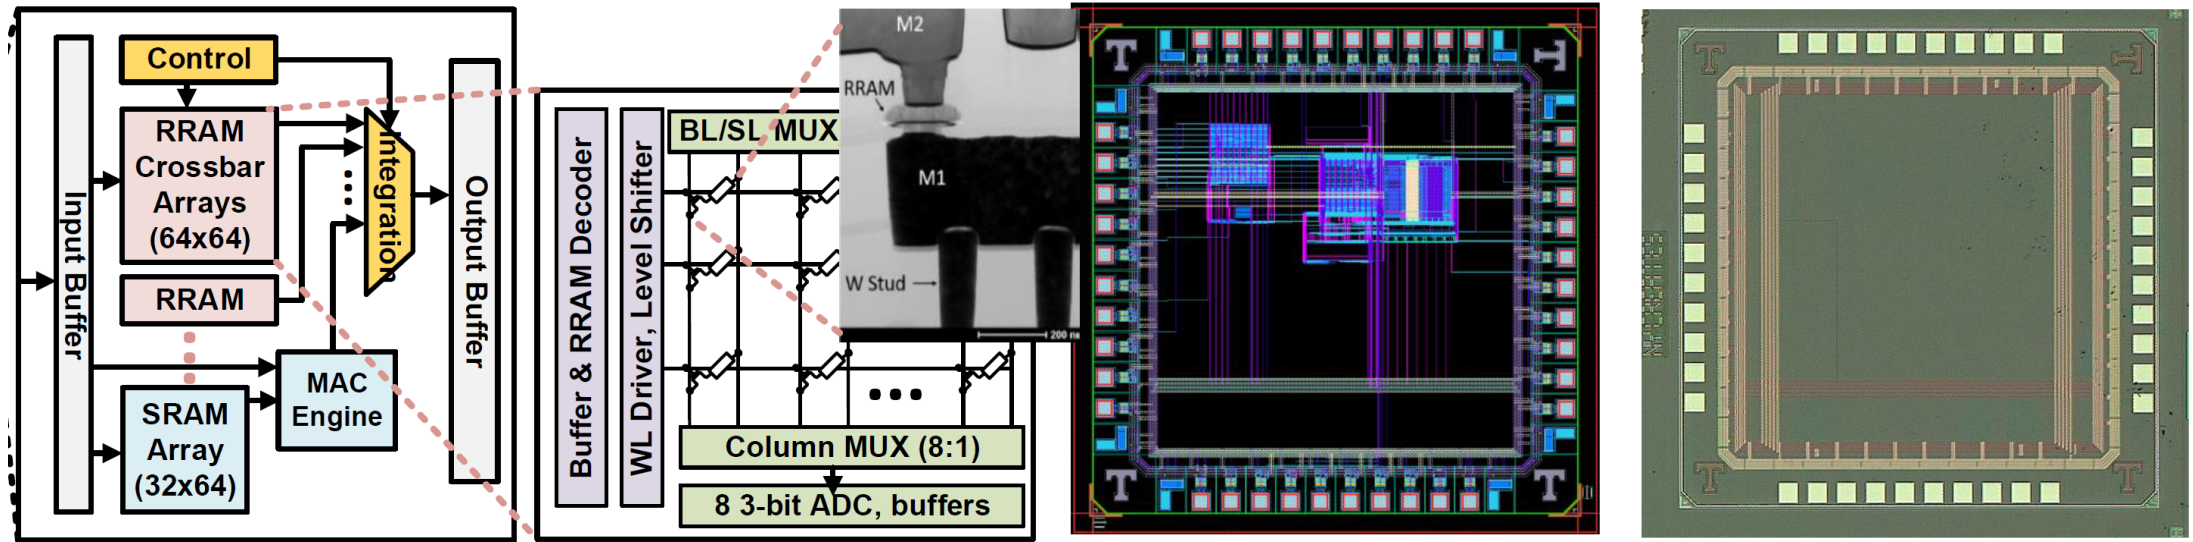 Control
RRAM
Crossbar
Arrays
(64x64)
RRAM
SRAM
Array
(32x64)
MAC
Engine
Input Buffer
Integration
Output Buffer
Buffer & RRAM Decoder
WL Driver, Level Shifter
BL/SL MUX
Column MUX (8:1)
8 3-bit ADC, buffers
M2
RRAM
M1
W Stud
200 n
T
T
T
T
T
T
T
T